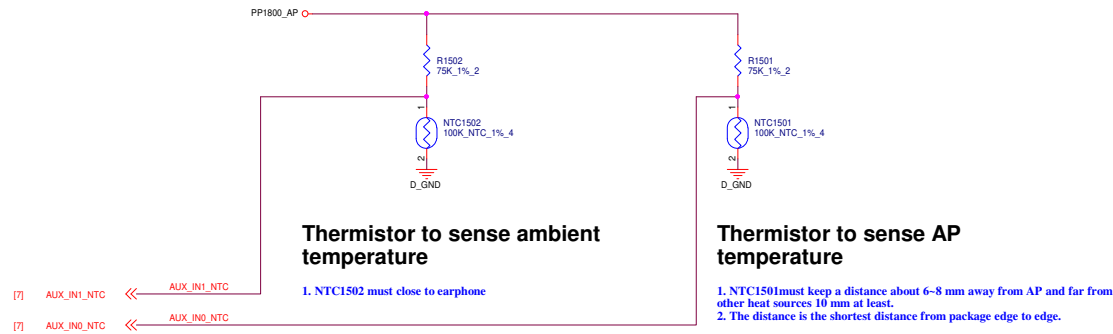 PP1800_AP
R1502
75K_1%_2
R1501
75K_1%_2
1
NTC1502
100K_NTC_1%_4
2
D_GND
1
NTC1501
100K_NTC_1%_4
2
D_GND
Thermistor to sense ambient
temperature
1. NTC1502 must close to earphone
Thermistor to sense AP
temperature
1. NTC1501must keep a distance about 6~8 mm away from AP and far from
other heat sources 10 mm at least.
2. The distance is the shortest distance from package edge to edge.
[7] AUX_IN1_NTC AUX_IN1_NTC
[7] AUX_IN0_NTC AUX_IN0_NTC